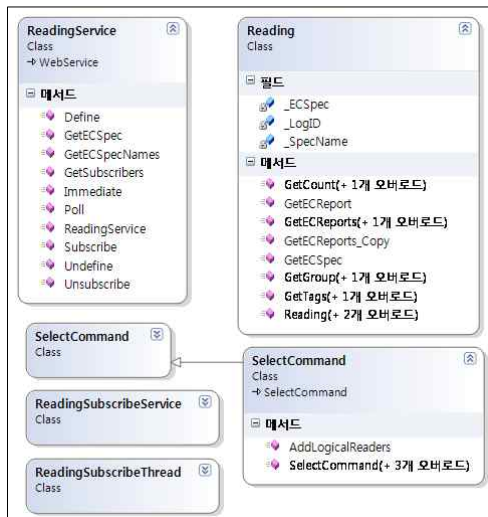 ReadingService
Class
→ WebService
메서드
Define
GetECSpec
GetECSpecNames
GetSubscribers
Immediate
Poll
ReadingService
Subscribe
Undefine
Unsubscribe
Reading
Class
필드
_ECSpec
_LogID
_SpecName
메서드
GetCount(+ 1개 오버로드)
GetECReport
GetECReports(+ 1개 오버로드)
GetECReports_Copy
GetECSpec
GetGroup(+ 1개 오버로드)
GetTags(+ 1개 오버로드)
Reading(+ 2개 오버로드)
SelectCommand
Class
SelectCommand
Class
→ SelectCommand
메서드
AddLogicalReaders
SelectCommand(+ 3개 오버로드)
ReadingSubscribeService
Class
ReadingSubscribeThread
Class